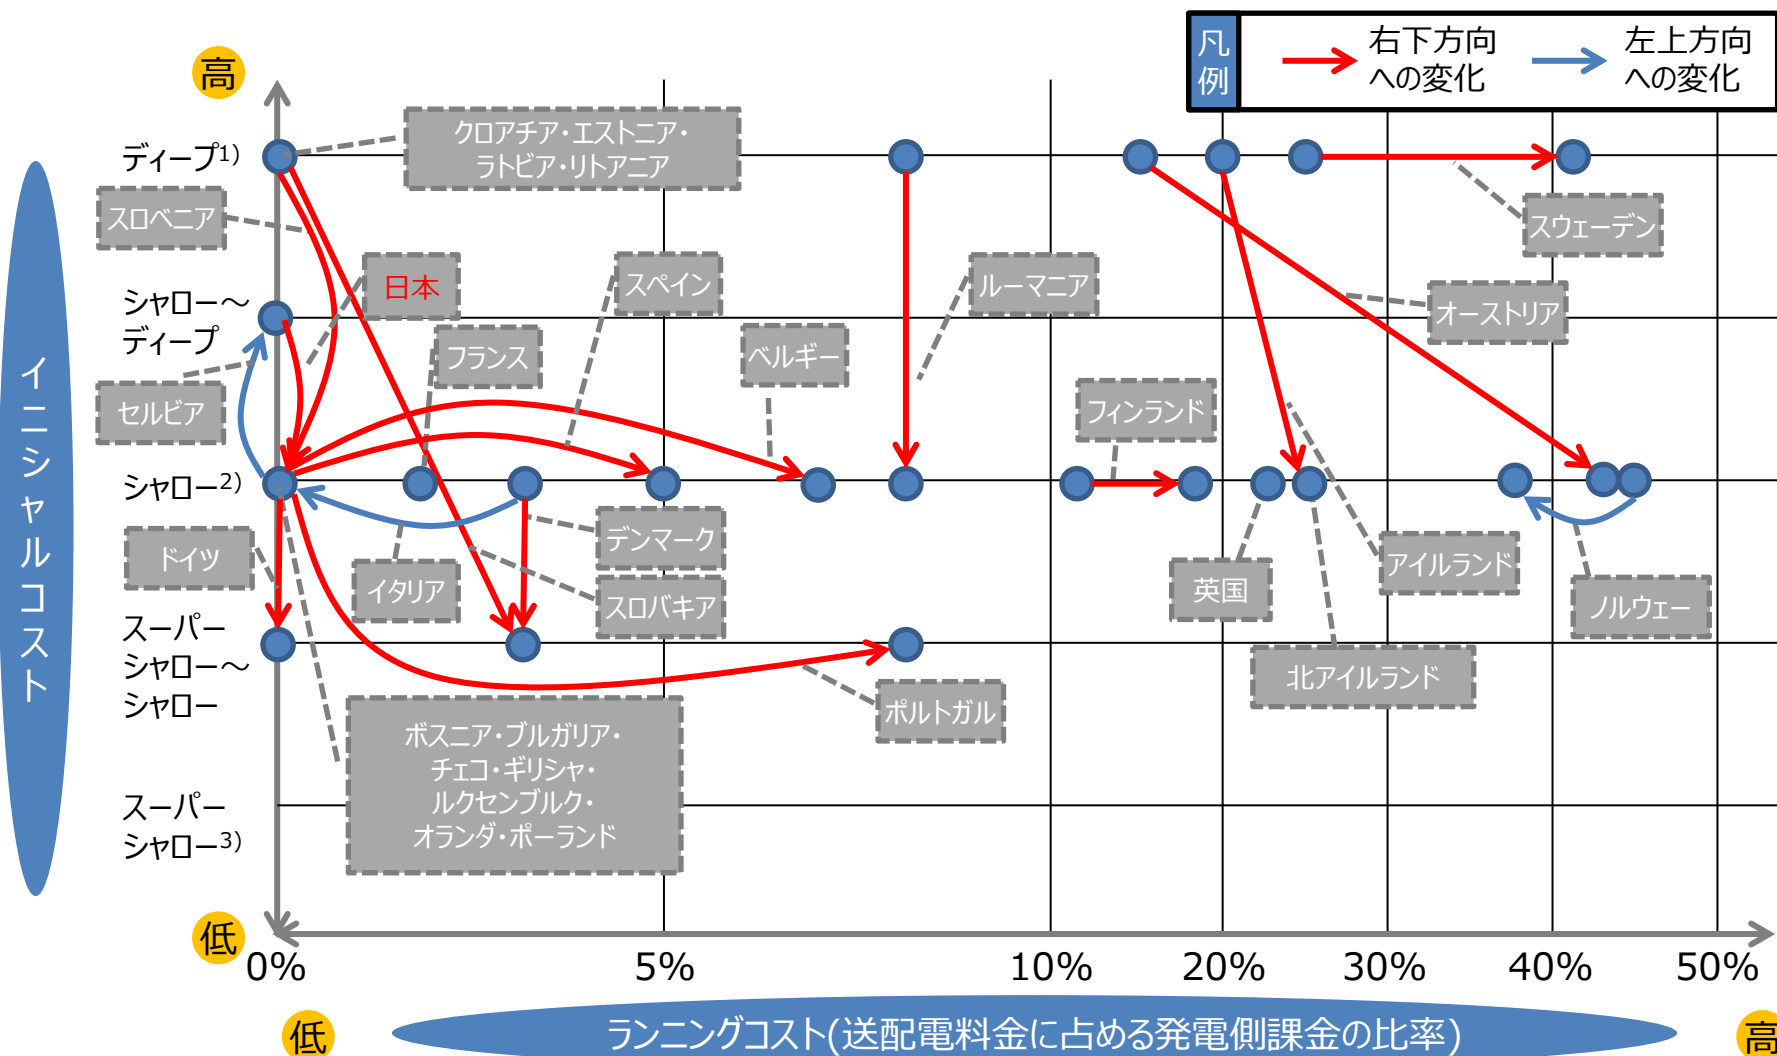 凡
例
右下方向
への変化
左上方向
への変化
高
ディープ1)
シャロー～
ディープ
シャロー2)
スーパー
シャロー～
シャロー
スーパー
シャロー3)
低
イニシャルコスト
クロアチア・エストニア・
ラトビア・リトアニア
スロベニア
日本
スペイン
ルーマニア
スウェーデン
オーストリア
フランス
ベルギー
フィンランド
セルビア
ドイツ
イタリア
デンマーク
スロバキア
英国
アイルランド
ノルウェー
北アイルランド
ポルトガル
ボスニア・ブルガリア・
チェコ・ギリシャ・
ルクセンブルク・
オランダ・ポーランド
0%
5%
10%
20%
30%
40%
50%
低
ランニングコスト(送配電料金に占める発電側課金の比率)
高